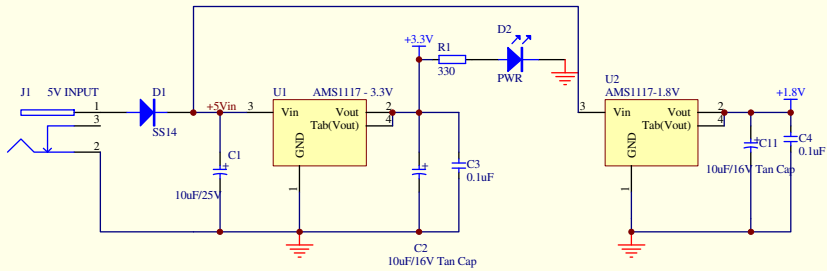 D2
+3.3V
R1
330
PWR
J1 5V INPUT
D1
SS14
U1 AMS1117 - 3.3V
U2
AMS1117-1.8V
+1.8V
1
3
2
+5Vin
3
Vin
Vout
Tab(Vout)
GND
2
4
1
3
Vin
Vout
Tab(Vout)
GND
2
4
1
C1
10uF/25V
C3
0.1uF
C2
10uF/16V Tan Cap
C11
10uF/16V Tan Cap
C4
0.1uF